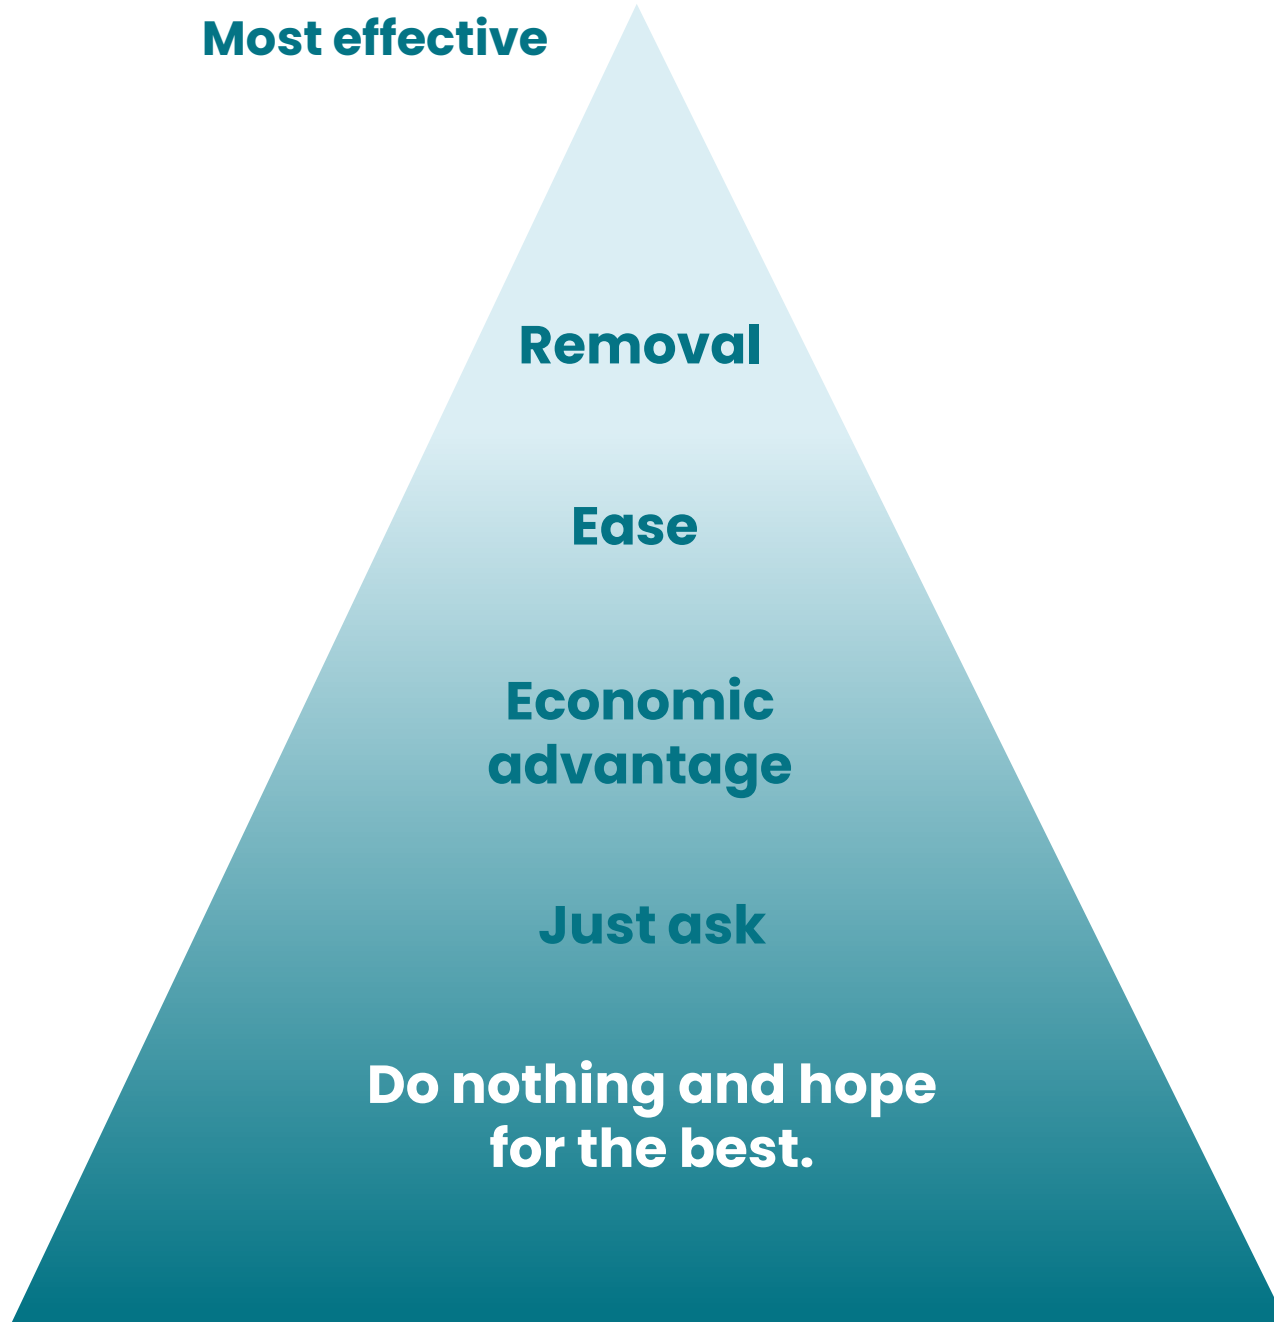 Most effective
Removal
Ease
Economic
advantage
Just ask
Do nothing and hope
for the best.